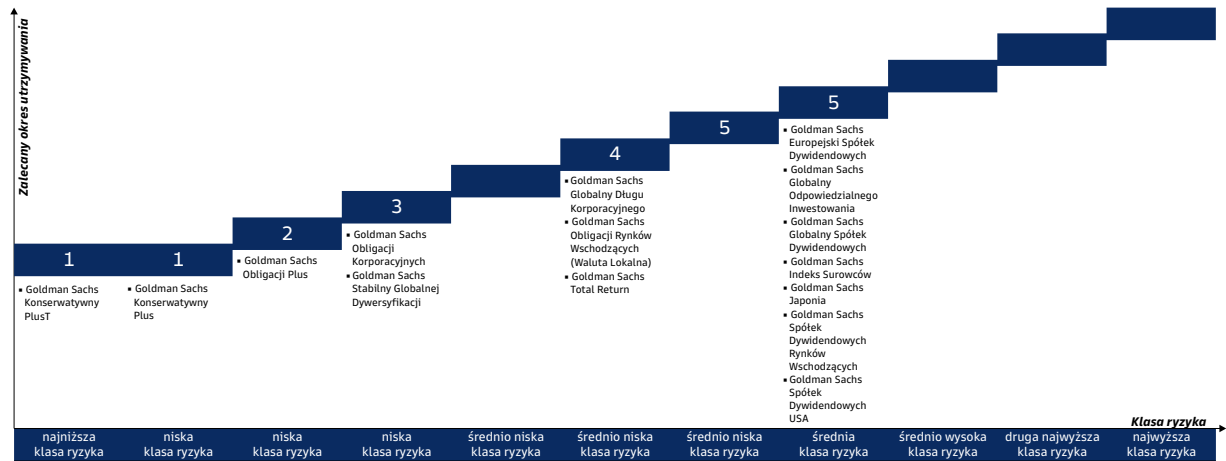 Zalecany okres utrzymywania
1
▪ Goldman Sachs
Konserwatywny
PlusT
1
▪ Goldman Sachs
Konserwatywny
Plus
2
▪ Goldman Sachs
Obligacji Plus
3
▪ Goldman Sachs
Obligacji
Korporacyjnych
▪ Goldman Sachs
Stabilny Globalnej
Dywersyfikacji
4
▪ Goldman Sachs
Globalny Długu
Korporacyjnego
▪ Goldman Sachs
Obligacji Rynków
Wschodzących
(Waluta Lokalna)
▪ Goldman Sachs
Total Return
5
5
▪ Goldman Sachs
Europejski Spółek
Dywidendowych
▪ Goldman Sachs
Globalny
Odpowiedzialnego
Inwestowania
▪ Goldman Sachs
Globalny Spółek
Dywidendowych
▪ Goldman Sachs
Indeks Surowców
▪ Goldman Sachs
Japonia
▪ Goldman Sachs
Spółek
Dywidendowych
Rynków
Wschodzących
▪ Goldman Sachs
Spółek
Dywidendowych
USA
Klasa ryzyka
najniższa
klasa ryzyka
niska
klasa ryzyka
niska
klasa ryzyka
niska
klasa ryzyka
średnio niska
klasa ryzyka
średnio niska
klasa ryzyka
średnio niska
klasa ryzyka
średnia
klasa ryzyka
średnio wysoka
klasa ryzyka
druga najwyższa
klasa ryzyka
najwyższa
klasa ryzyka